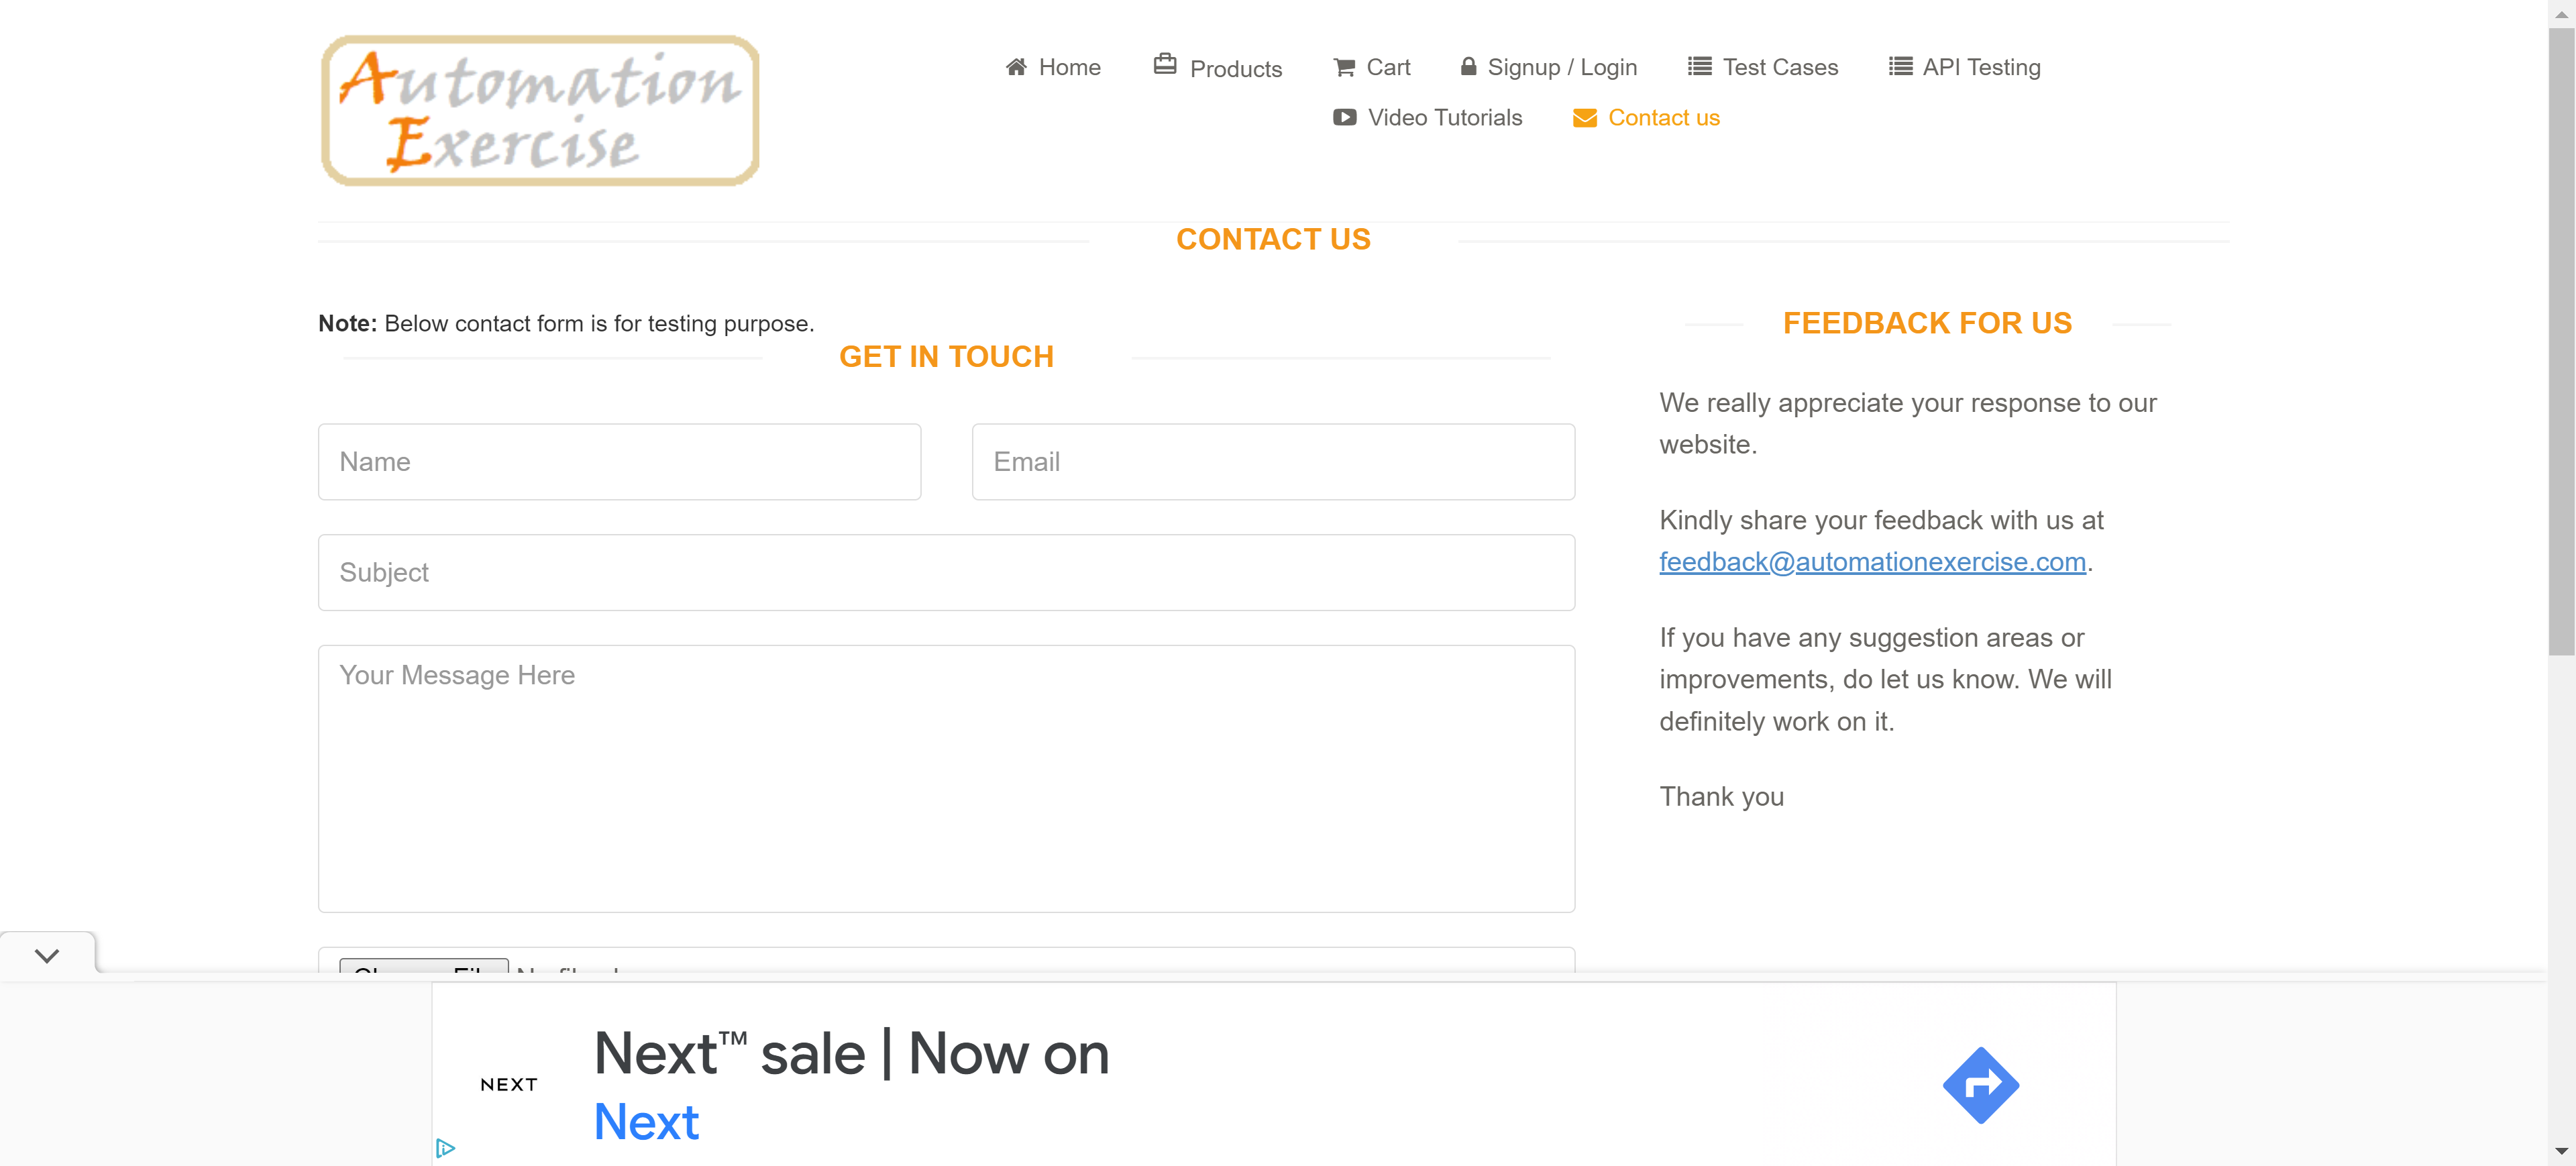 Automation
Exercise
Home Products Cart Signup / Login Test Cases API Testing
Video Tutorials Contact us
CONTACT US
Note: Below contact form is for testing purpose.
GET IN TOUCH
Name Email
Subject
Your Message Here
FEEDBACK FOR US
We really appreciate your response to our
website.
Kindly share your feedback with us at
feedback@automationexercise.com.
If you have any suggestion areas or
improvements, do let us know. We will
definitely work on it.
Thank you
NEXT
Next™ sale | Now on
Next